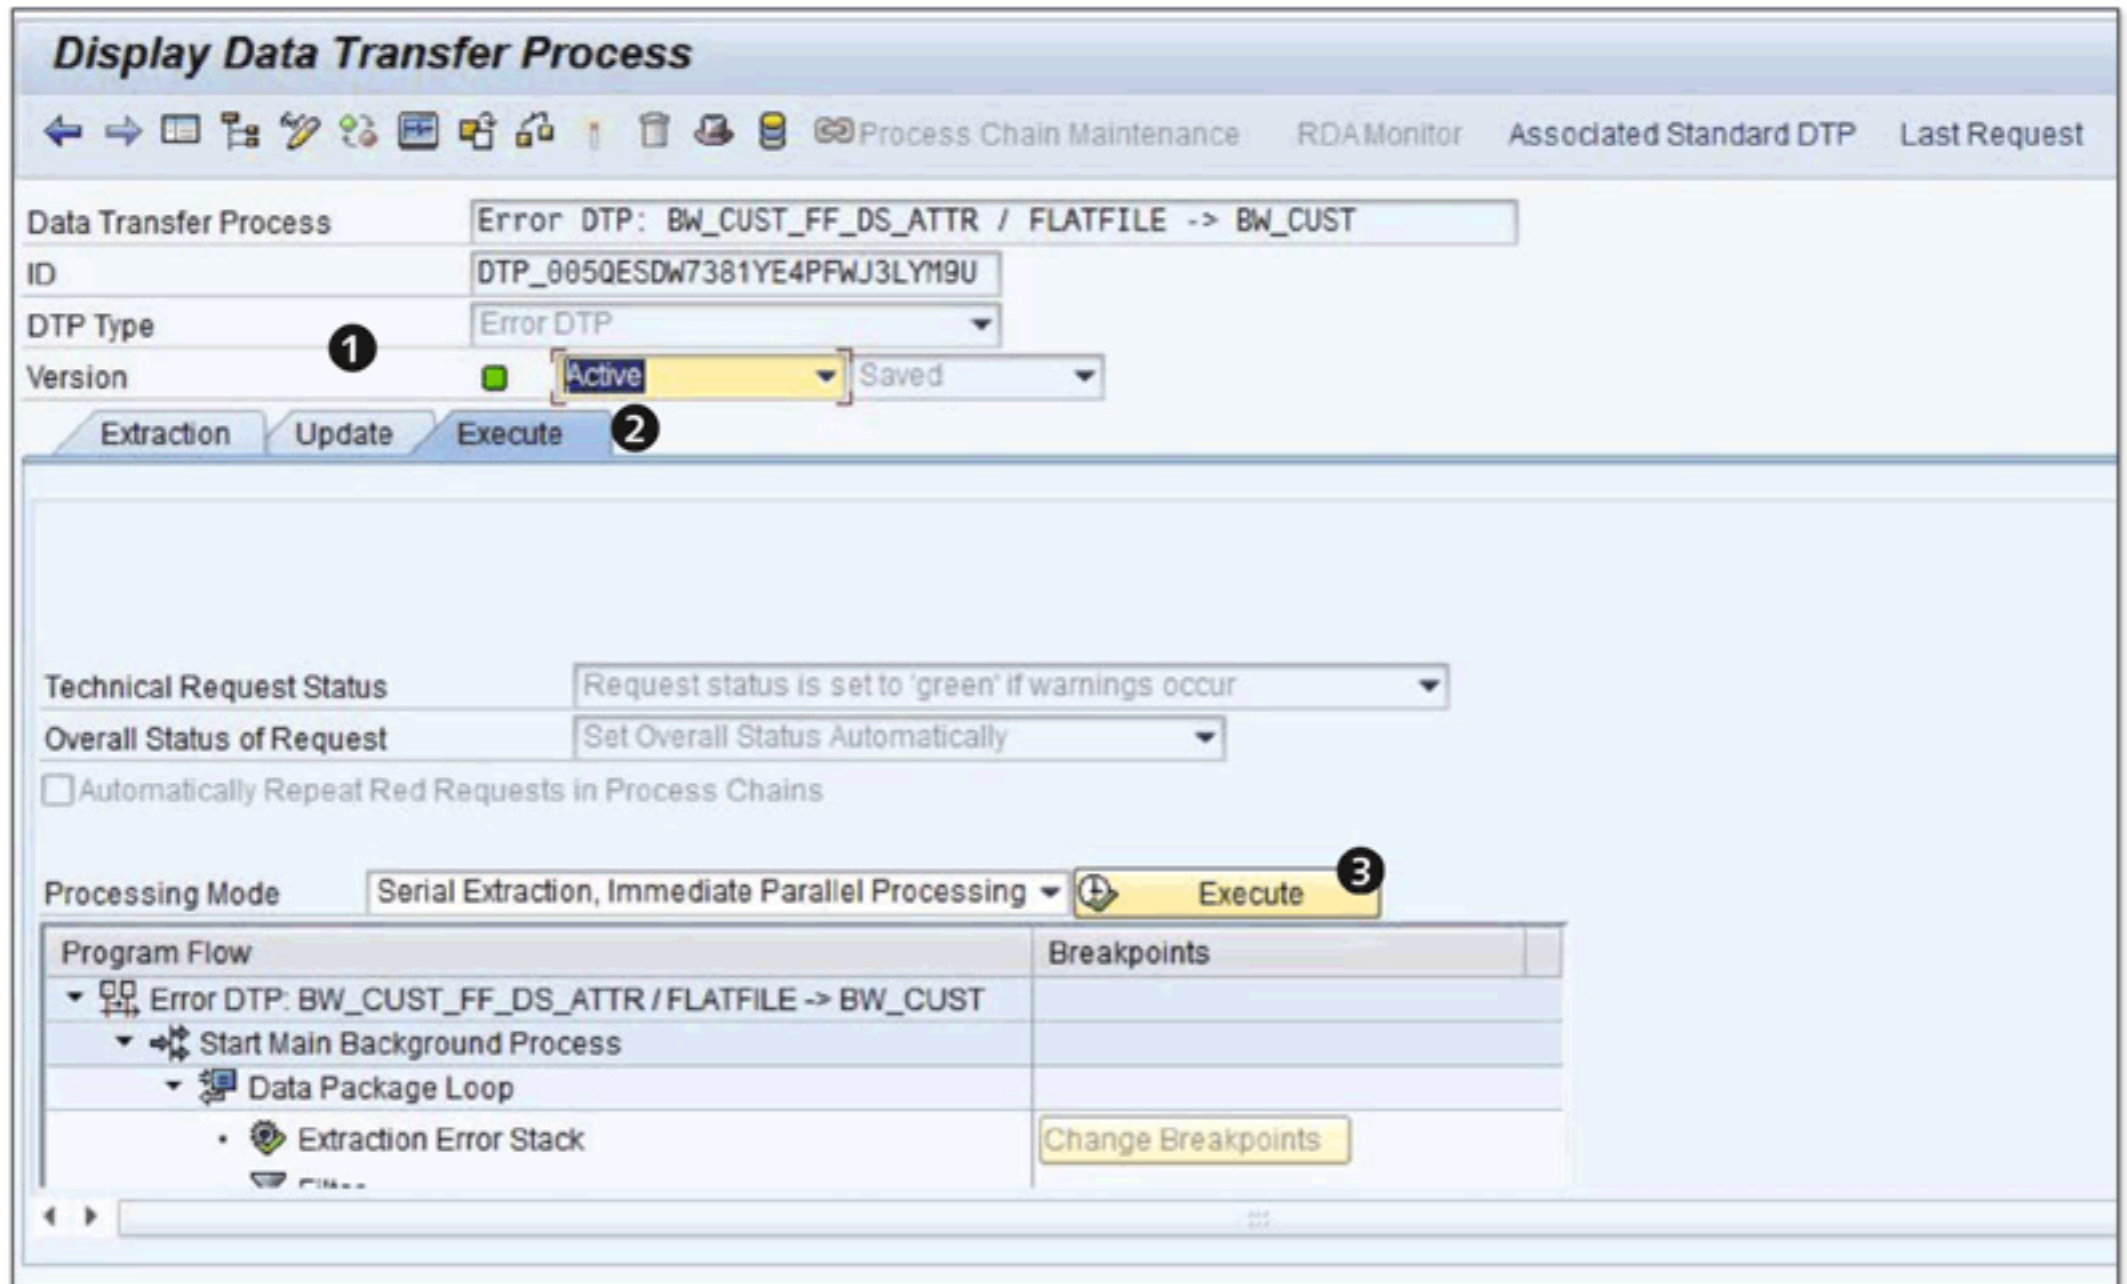 Display Data Transfer Process
Process Chain Maintenance RDA Monitor Associated Standard DTP Last Request
Data Transfer Process Error DTP: BW_CUST_FF_DS_ATTR / FLATFILE -> BW_CUST
ID DTP_005QESDW7381YE4PFWJ3LYM9U
DTP Type Error DTP
1
Version Active Saved
Extraction Update Execute 2
Technical Request Status Request status is set to 'green' if warnings occur
Overall Status of Request Set Overall Status Automatically
Automatically Repeat Red Requests in Process Chains
Processing Mode Serial Extraction, Immediate Parallel Processing Execute 3
Program Flow Breakpoints
Error DTP: BW_CUST_FF_DS_ATTR / FLATFILE -> BW_CUST
Start Main Background Process
Data Package Loop
Extraction Error Stack Change Breakpoints